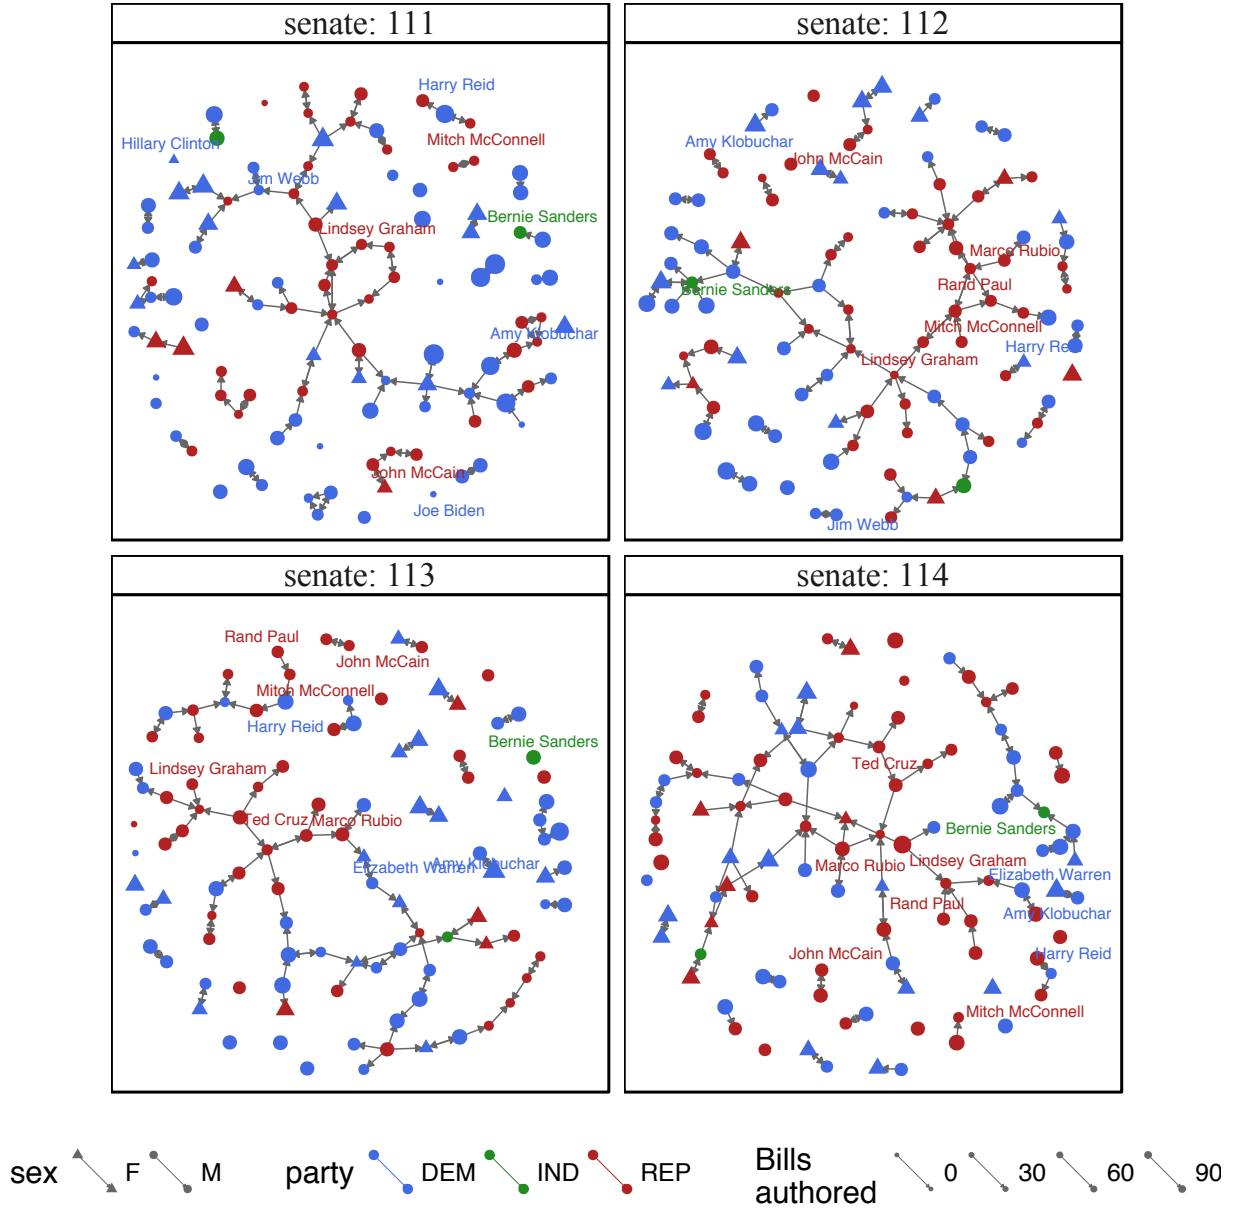 senate: 111
Harry Reid
Mitch McConnell
Hillary Clinton
Jim Webb
Bernie Sanders
Lindsey Graham
Amy Klobuchar
John McCain
Joe Biden
senate: 112
Amy Klobuchar
John McCain
Marco Rubio
Bernie Sanders
Rand Paul
Mitch McConnell
Harry Reid
Lindsey Graham
Jim Webb
senate: 113
Rand Paul
John McCain
Mitch McConnell
Harry Reid
Bernie Sanders
Lindsey Graham
Ted Cruz
Marco Rubio
Elizabeth Warren
Amy Klobuchar
senate: 114
Ted Cruz
Bernie Sanders
Marco Rubio
Lindsey Graham
Elizabeth Warren
Rand Paul
Amy Klobuchar
John McCain
Harry Reid
Mitch McConnell
sex F M
party DEM IND REP
Bills authored 0 30 60 90